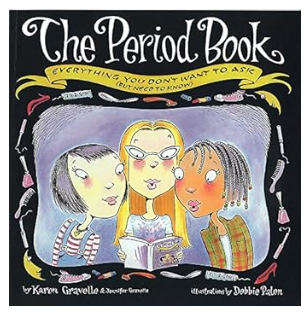 The Period Book
EVERYTHING YOU DON'T WANT TO ASK
(BUT NEED TO KNOW)
by Karen Gravelle & Jennifer Gravelle
illustrations by Debbie Palen